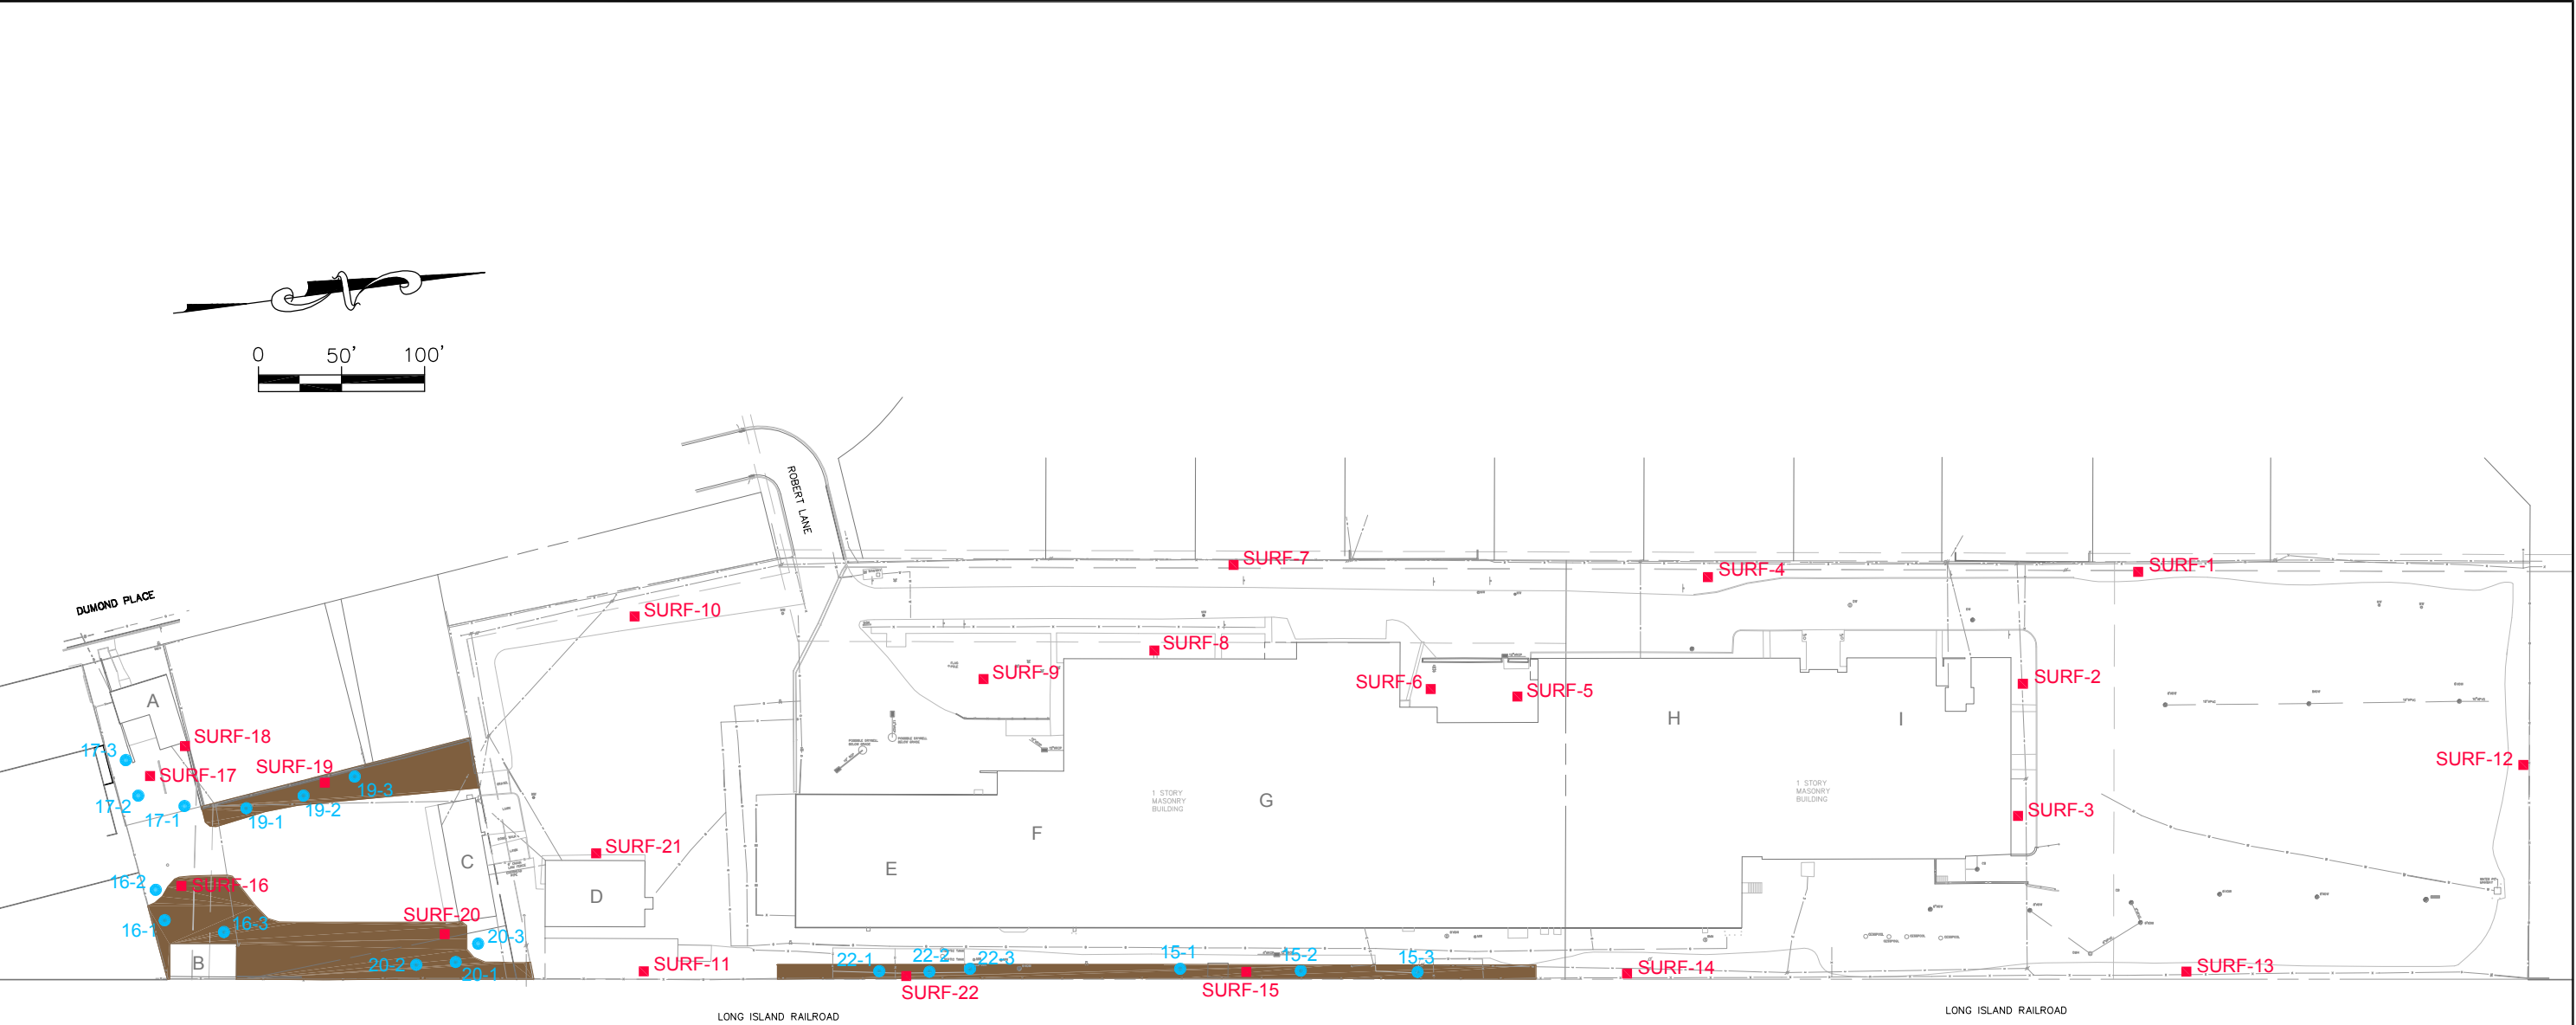 N
0 50' 100'
ROBERT LANE
DUMOND PLACE
SURF-7
SURF-4
SURF-1
SURF-10
SURF-8
SURF-9
SURF-6
SURF-5
SURF-2
A
H
I
SURF-18
17-3
SURF-17
SURF-19
19-3
SURF-12
17-2
17-1
19-1
19-2
1 STORY
MASONRY
BUILDING
G
1 STORY
MASONRY
BUILDING
SURF-3
F
SURF-21
C
E
D
16-2
SURF-16
SURF-20
16-1
16-3
20-3
B
20-2
20-1
SURF-11
22-1
22-2
22-3
15-1
15-2
15-3
SURF-14
SURF-13
SURF-22
SURF-15
LONG ISLAND RAILROAD
LONG ISLAND RAILROAD